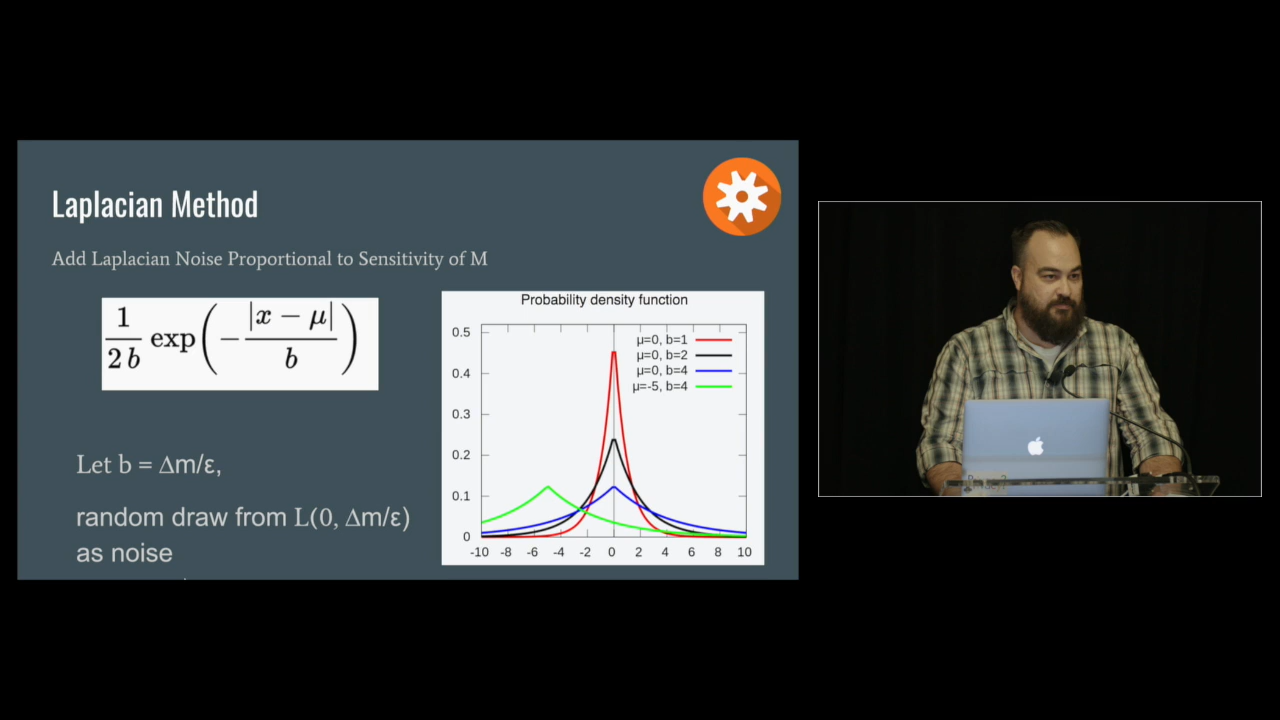 Laplacian Method
Add Laplacian Noise Proportional to Sensitivity of M
1/(2 b) exp(−|x − μ|/b)
Let b = Δm/ε,
random draw from L(0, Δm/ε)
as noise
Probability density function
0.5
0.4
0.3
0.2
0.1
0
-10 -8 -6 -4 -2 0 2 4 6 8 10
μ=0, b=1
μ=0, b=2
μ=0, b=4
μ=-5, b=4